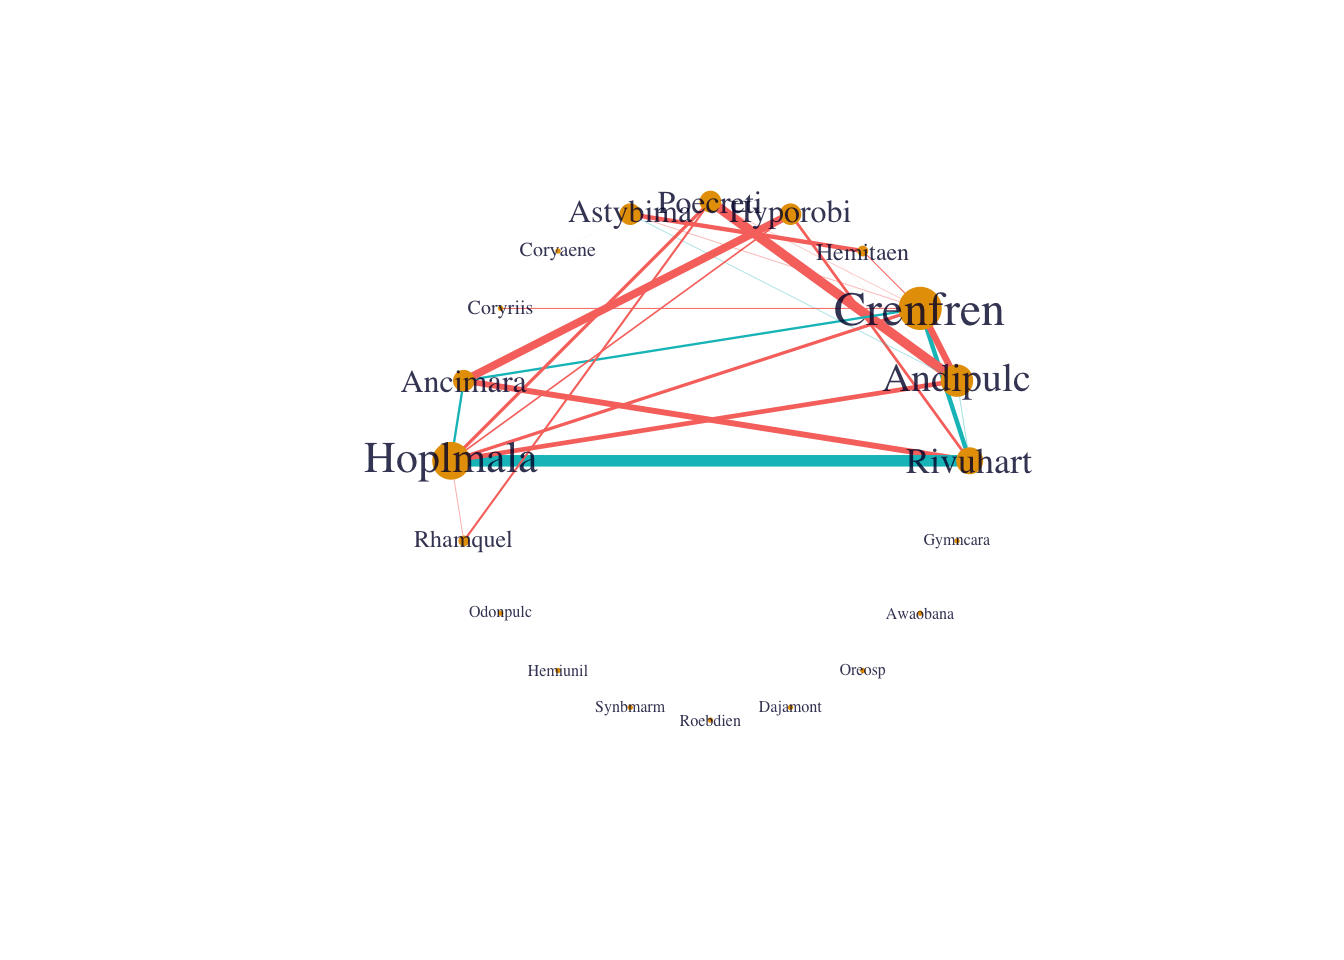 Poecreti
Astybima
Hyporobi
Coryaene
Hemitaen
Coryriis
Crenfren
Ancimara
Andipulc
Hoplmala
Rivuhart
Rhamquel
Gymncara
Odonpulc
Awaobana
Hemiunil
Oreosp
Synbmarm
Dajamont
Roebdien